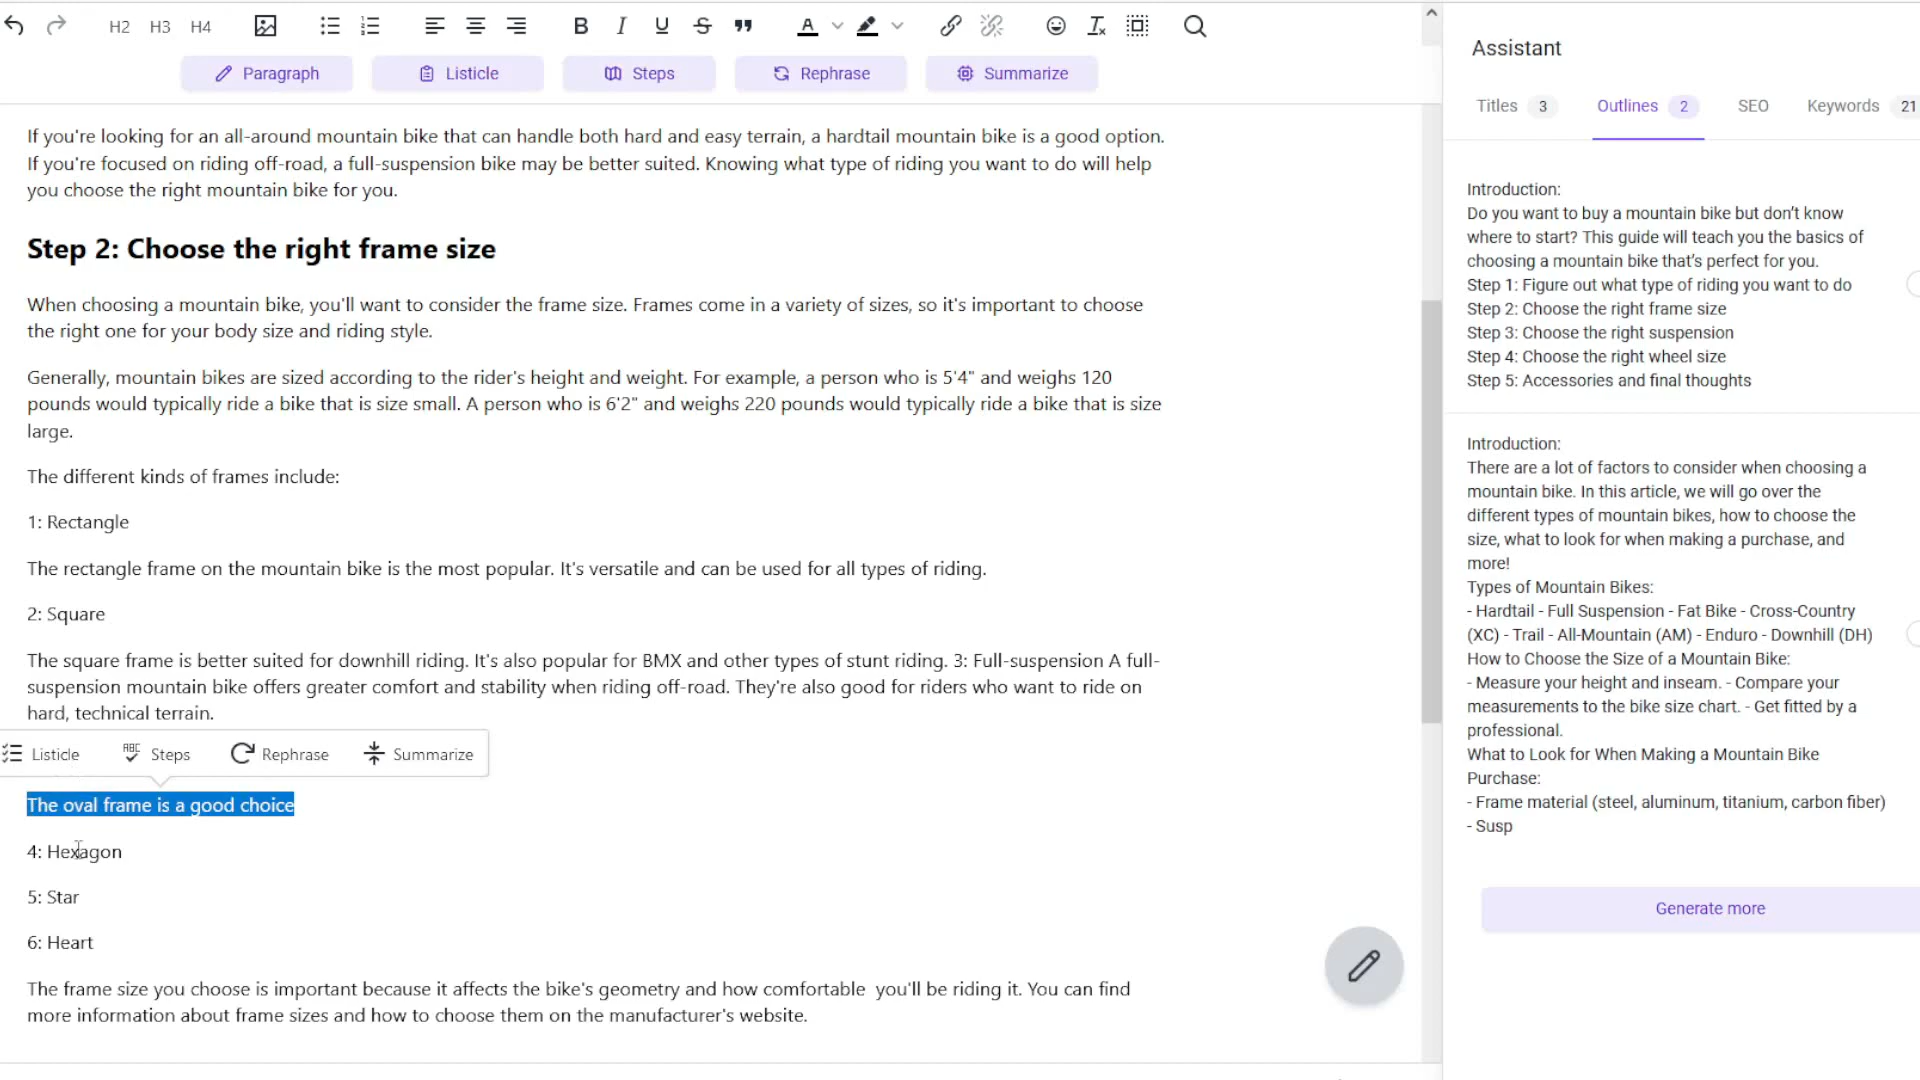 H2 H3 H4
Paragraph Listicle Steps Rephrase Summarize
If you're looking for an all-around mountain bike that can handle both hard and easy terrain, a hardtail mountain bike is a good option.
If you're focused on riding off-road, a full-suspension bike may be better suited. Knowing what type of riding you want to do will help
you choose the right mountain bike for you.
Step 2: Choose the right frame size
When choosing a mountain bike, you'll want to consider the frame size. Frames come in a variety of sizes, so it's important to choose
the right one for your body size and riding style.
Generally, mountain bikes are sized according to the rider's height and weight. For example, a person who is 5'4" and weighs 120
pounds would typically ride a bike that is size small. A person who is 6'2" and weighs 220 pounds would typically ride a bike that is size
large.
The different kinds of frames include:
1: Rectangle
The rectangle frame on the mountain bike is the most popular. It's versatile and can be used for all types of riding.
2: Square
The square frame is better suited for downhill riding. It's also popular for BMX and other types of stunt riding. 3: Full-suspension A full-
suspension mountain bike offers greater comfort and stability when riding off-road. They're also good for riders who want to ride on
hard, technical terrain.
Listicle Steps Rephrase Summarize
The oval frame is a good choice
4: Hexagon
5: Star
6: Heart
The frame size you choose is important because it affects the bike's geometry and how comfortable  you'll be riding it. You can find
more information about frame sizes and how to choose them on the manufacturer's website.
Assistant
Titles 3 Outlines 2 SEO Keywords 21
Introduction:
Do you want to buy a mountain bike but don't know
where to start? This guide will teach you the basics of
choosing a mountain bike that's perfect for you.
Step 1: Figure out what type of riding you want to do
Step 2: Choose the right frame size
Step 3: Choose the right suspension
Step 4: Choose the right wheel size
Step 5: Accessories and final thoughts
Introduction:
There are a lot of factors to consider when choosing a
mountain bike. In this article, we will go over the
different types of mountain bikes, how to choose the
size, what to look for when making a purchase, and
more!
Types of Mountain Bikes:
- Hardtail - Full Suspension - Fat Bike - Cross-Country
(XC) - Trail - All-Mountain (AM) - Enduro - Downhill (DH)
How to Choose the Size of a Mountain Bike:
- Measure your height and inseam. - Compare your
measurements to the bike size chart. - Get fitted by a
professional.
What to Look for When Making a Mountain Bike
Purchase:
- Frame material (steel, aluminum, titanium, carbon fiber)
- Susp
Generate more